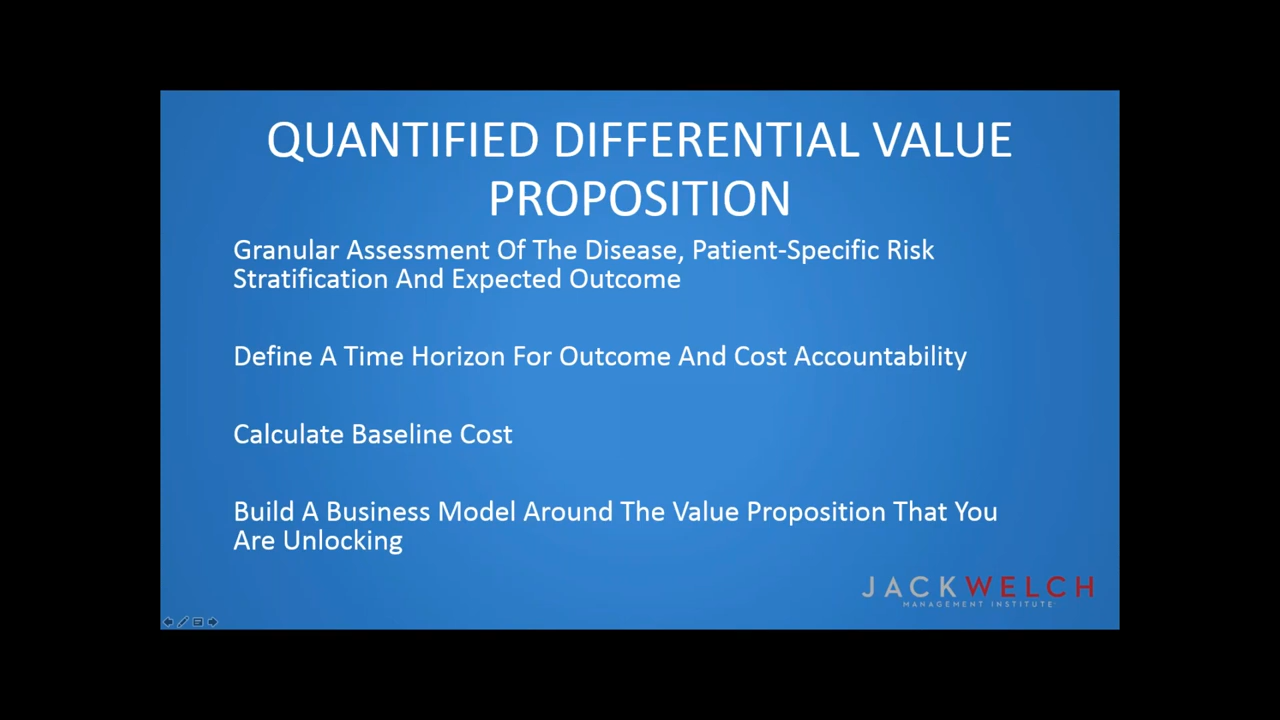 QUANTIFIED DIFFERENTIAL VALUE
PROPOSITION
Granular Assessment Of The Disease, Patient-Specific Risk
Stratification And Expected Outcome
Define A Time Horizon For Outcome And Cost Accountability
Calculate Baseline Cost
Build A Business Model Around The Value Proposition That You
Are Unlocking
JACKWELCH
MANAGEMENT INSTITUTE